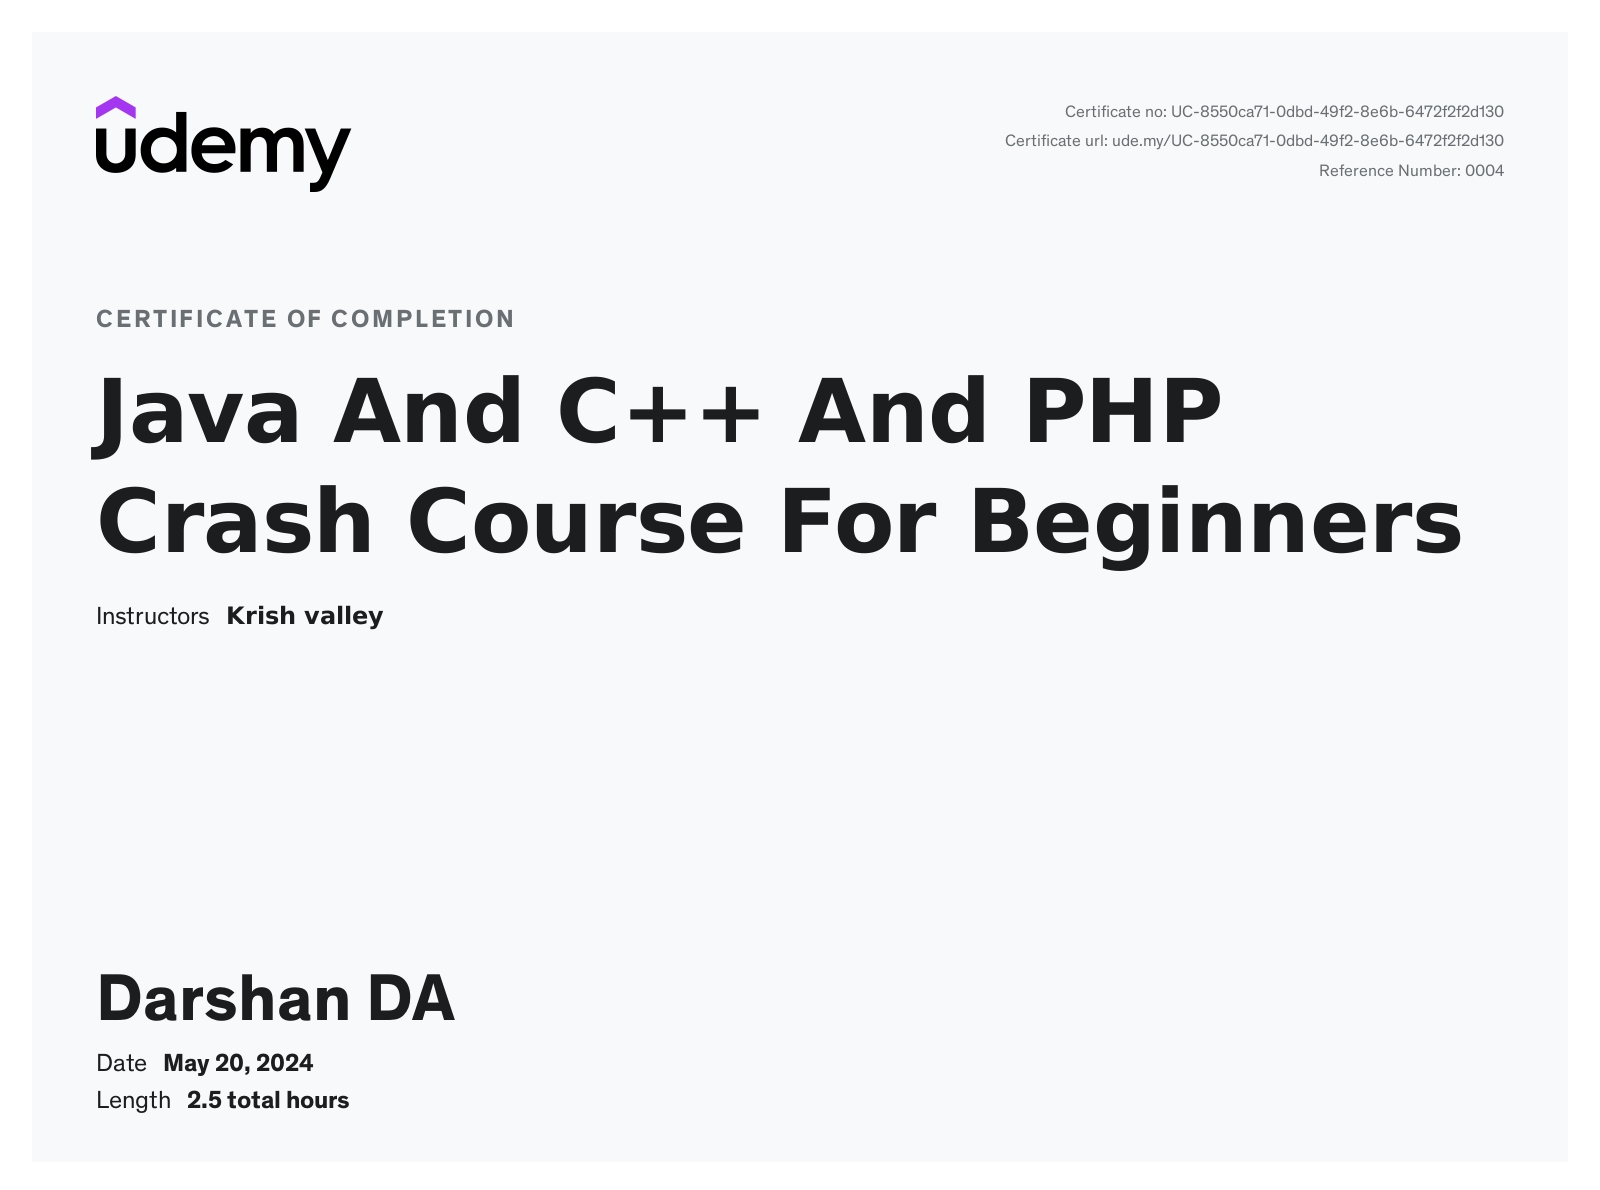 udemy
Certificate no: UC-8550ca71-0dbd-49f2-8e6b-6472f2f2d130
Certificate url: ude.my/UC-8550ca71-0dbd-49f2-8e6b-6472f2f2d130
Reference Number: 0004
CERTIFICATE OF COMPLETION
Java And C++ And PHP
Crash Course For Beginners
Instructors Krish valley
Darshan DA
Date May 20, 2024
Length 2.5 total hours